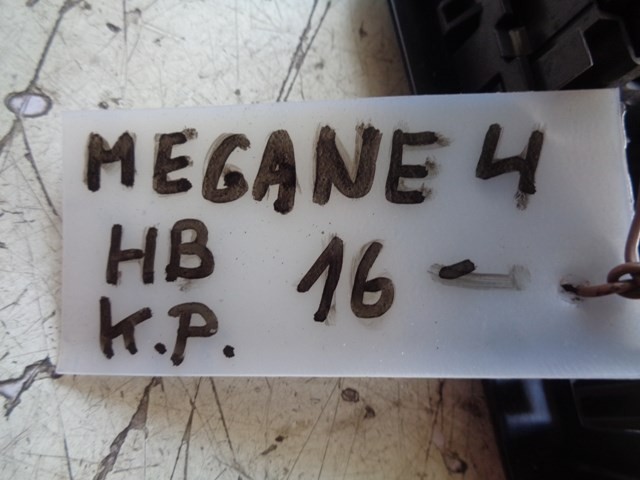 MEGANE 4
HB 16 -
K.P.